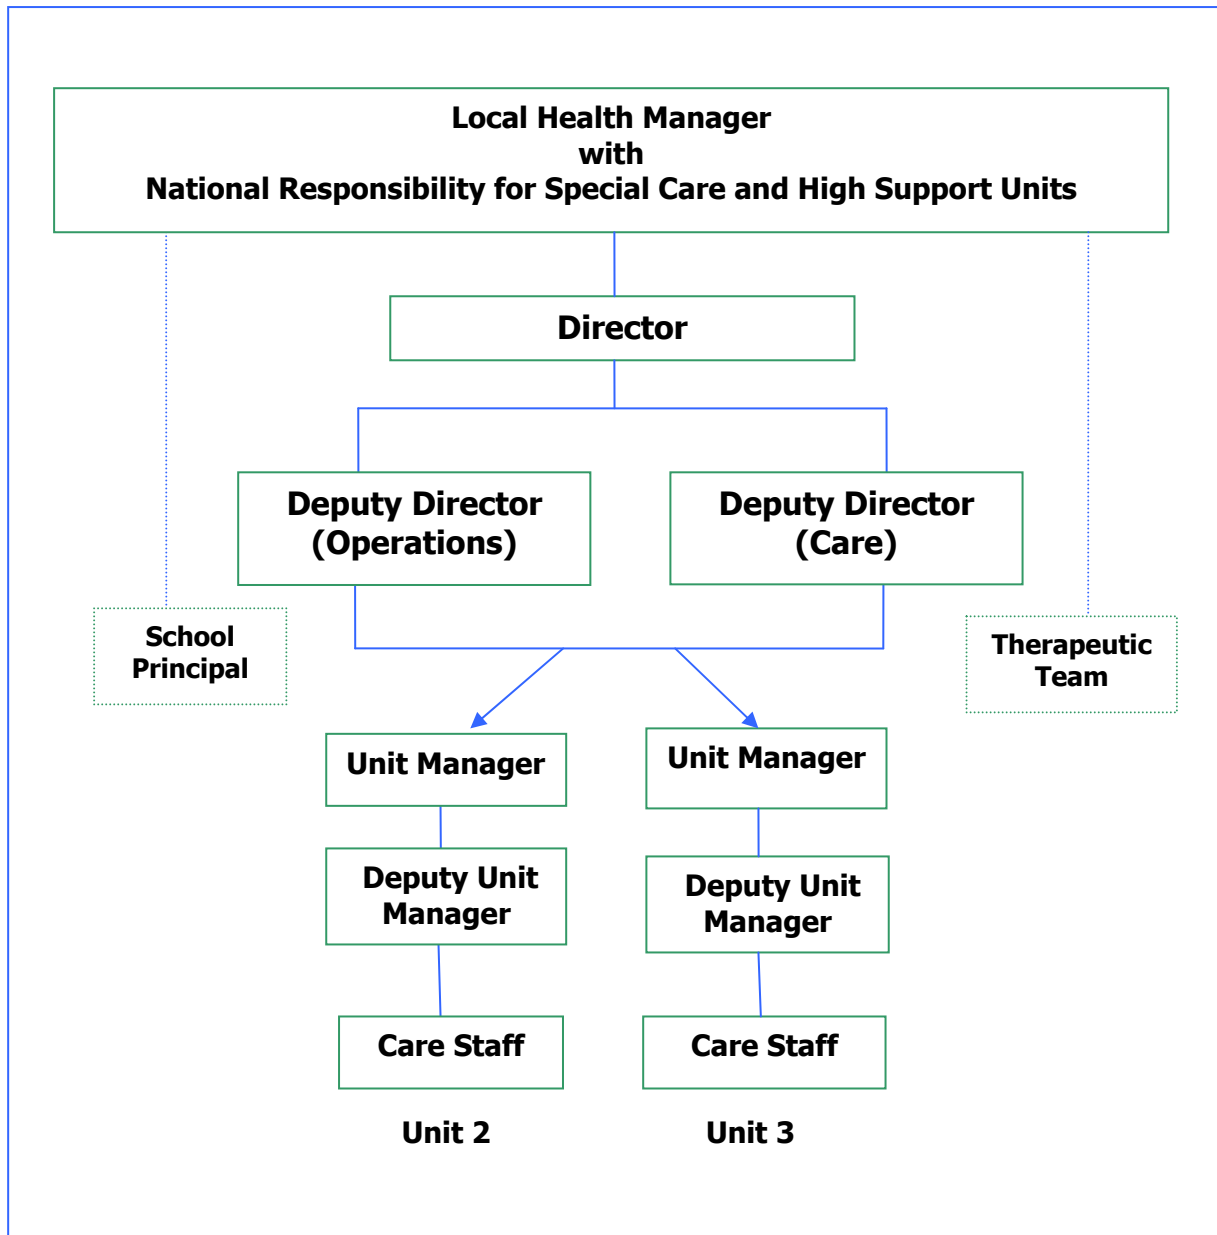 Local Health Manager
with
National Responsibility for Special Care and High Support Units
Director
Deputy Director
(Operations)
Deputy Director
(Care)
School
Principal
Therapeutic
Team
Unit Manager
Unit Manager
Deputy Unit
Manager
Deputy Unit
Manager
Care Staff
Care Staff
Unit 2
Unit 3